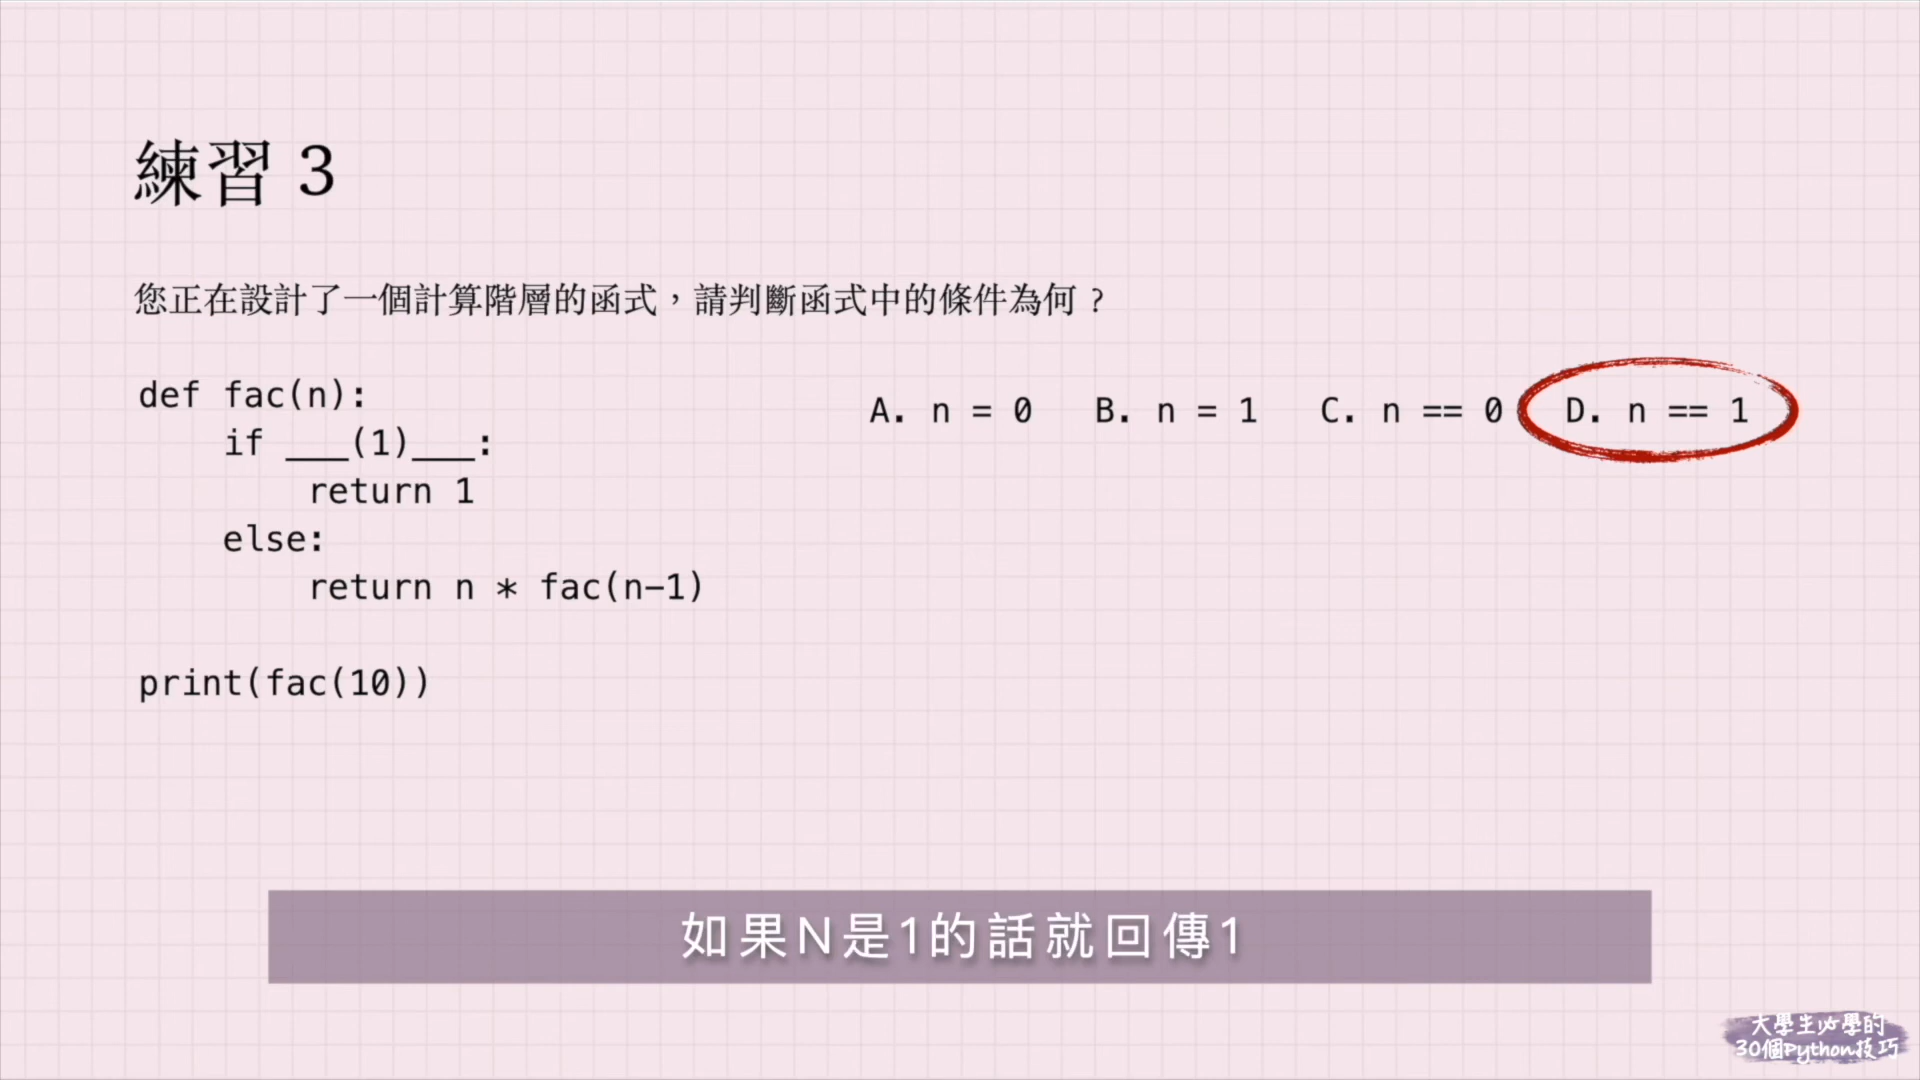 練習 3
您正在設計了一個計算階層的函式，請判斷函式中的條件為何？
def fac(n):
    if ___(1)___:
        return 1
    else:
        return n * fac(n-1)
print(fac(10))
A. n = 0   B. n = 1   C. n == 0   D. n == 1
如果N是1的話就回傳1
大學生必學的
30個Python技巧